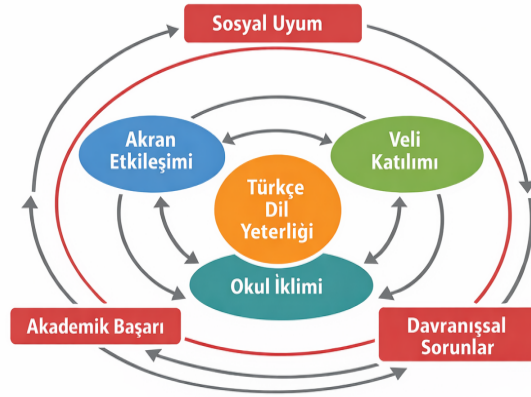 Sosyal Uyum
Akran
Etkileşimi
Veli
Katılımı
Türkçe
Dil
Yeterliği
Okul İklimi
Akademik Başarı
Davranışsal
Sorunlar